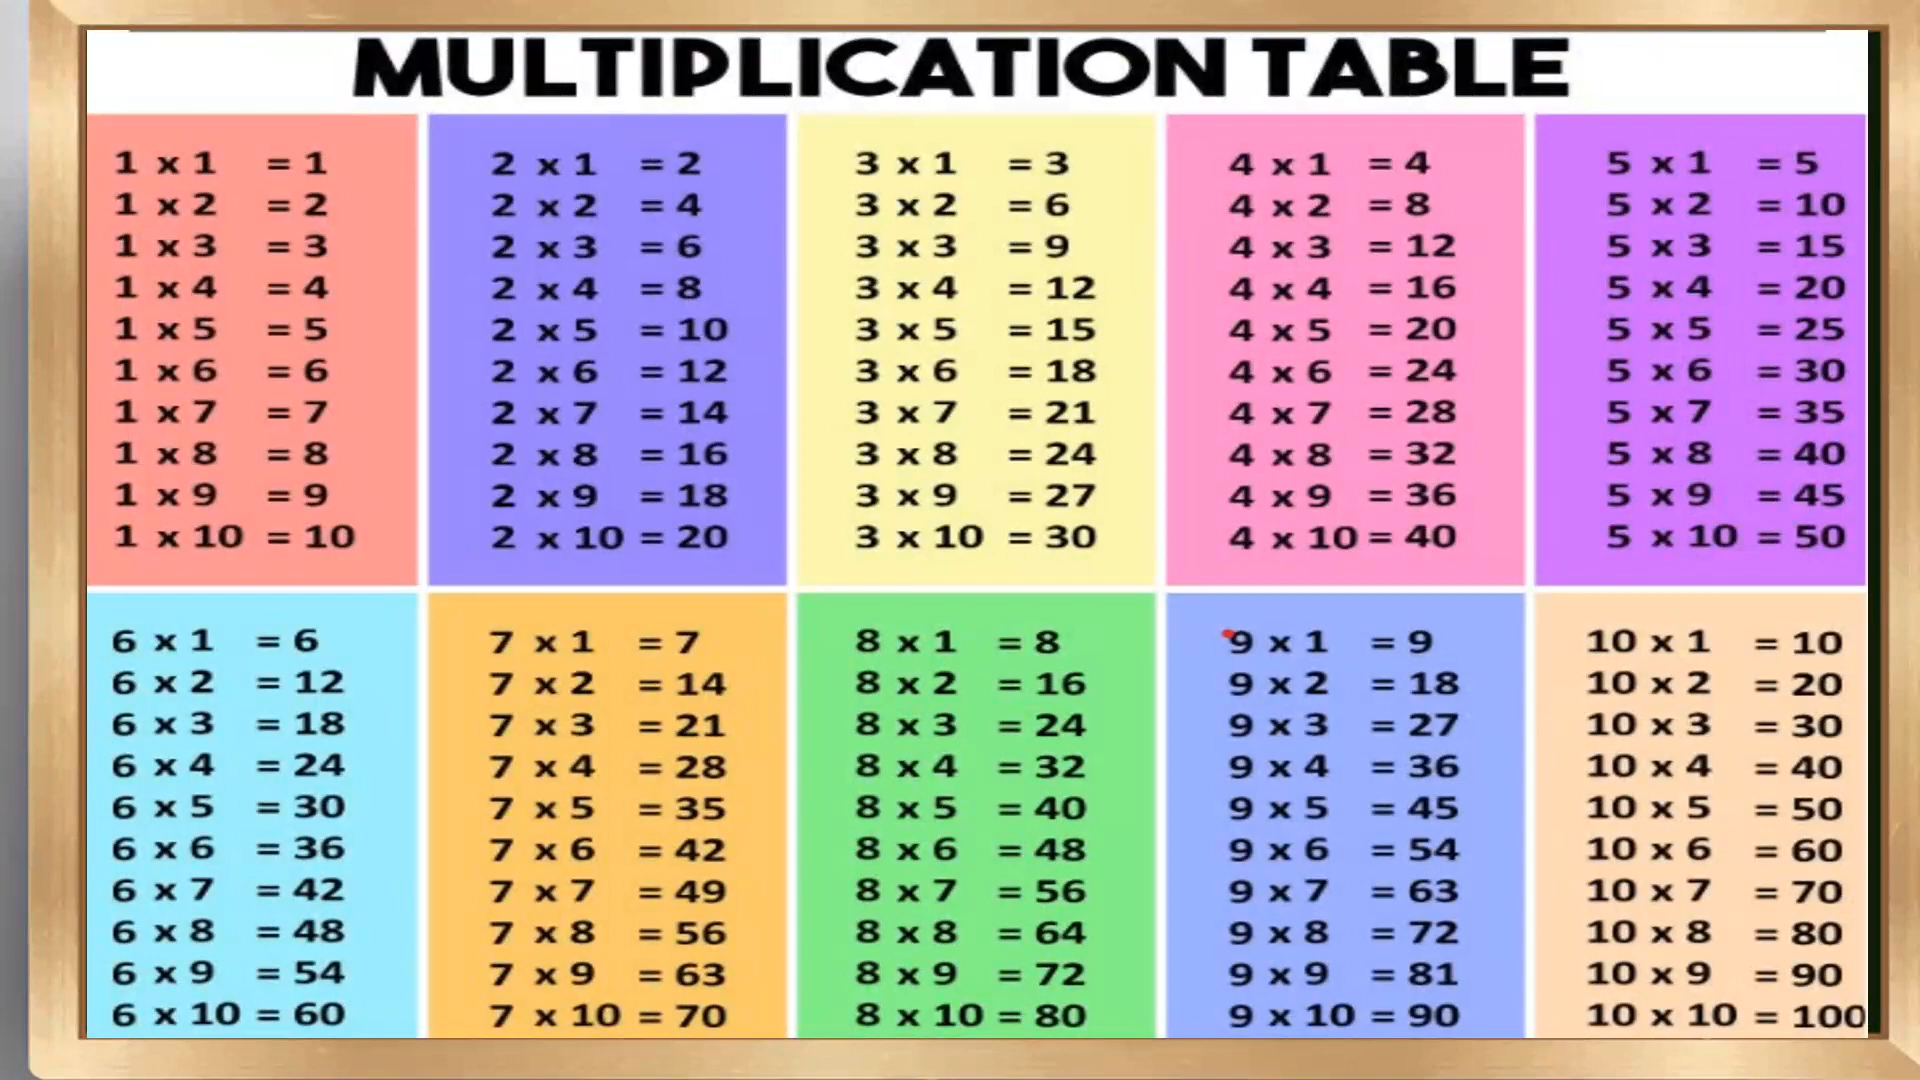 MULTIPLICATION TABLE
1 x 1 = 1
1 x 2 = 2
1 x 3 = 3
1 x 4 = 4
1 x 5 = 5
1 x 6 = 6
1 x 7 = 7
1 x 8 = 8
1 x 9 = 9
1 x 10 = 10
2 x 1 = 2
2 x 2 = 4
2 x 3 = 6
2 x 4 = 8
2 x 5 = 10
2 x 6 = 12
2 x 7 = 14
2 x 8 = 16
2 x 9 = 18
2 x 10 = 20
3 x 1 = 3
3 x 2 = 6
3 x 3 = 9
3 x 4 = 12
3 x 5 = 15
3 x 6 = 18
3 x 7 = 21
3 x 8 = 24
3 x 9 = 27
3 x 10 = 30
4 x 1 = 4
4 x 2 = 8
4 x 3 = 12
4 x 4 = 16
4 x 5 = 20
4 x 6 = 24
4 x 7 = 28
4 x 8 = 32
4 x 9 = 36
4 x 10 = 40
5 x 1 = 5
5 x 2 = 10
5 x 3 = 15
5 x 4 = 20
5 x 5 = 25
5 x 6 = 30
5 x 7 = 35
5 x 8 = 40
5 x 9 = 45
5 x 10 = 50
6 x 1 = 6
6 x 2 = 12
6 x 3 = 18
6 x 4 = 24
6 x 5 = 30
6 x 6 = 36
6 x 7 = 42
6 x 8 = 48
6 x 9 = 54
6 x 10 = 60
7 x 1 = 7
7 x 2 = 14
7 x 3 = 21
7 x 4 = 28
7 x 5 = 35
7 x 6 = 42
7 x 7 = 49
7 x 8 = 56
7 x 9 = 63
7 x 10 = 70
8 x 1 = 8
8 x 2 = 16
8 x 3 = 24
8 x 4 = 32
8 x 5 = 40
8 x 6 = 48
8 x 7 = 56
8 x 8 = 64
8 x 9 = 72
8 x 10 = 80
9 x 1 = 9
9 x 2 = 18
9 x 3 = 27
9 x 4 = 36
9 x 5 = 45
9 x 6 = 54
9 x 7 = 63
9 x 8 = 72
9 x 9 = 81
9 x 10 = 90
10 x 1 = 10
10 x 2 = 20
10 x 3 = 30
10 x 4 = 40
10 x 5 = 50
10 x 6 = 60
10 x 7 = 70
10 x 8 = 80
10 x 9 = 90
10 x 10 = 100